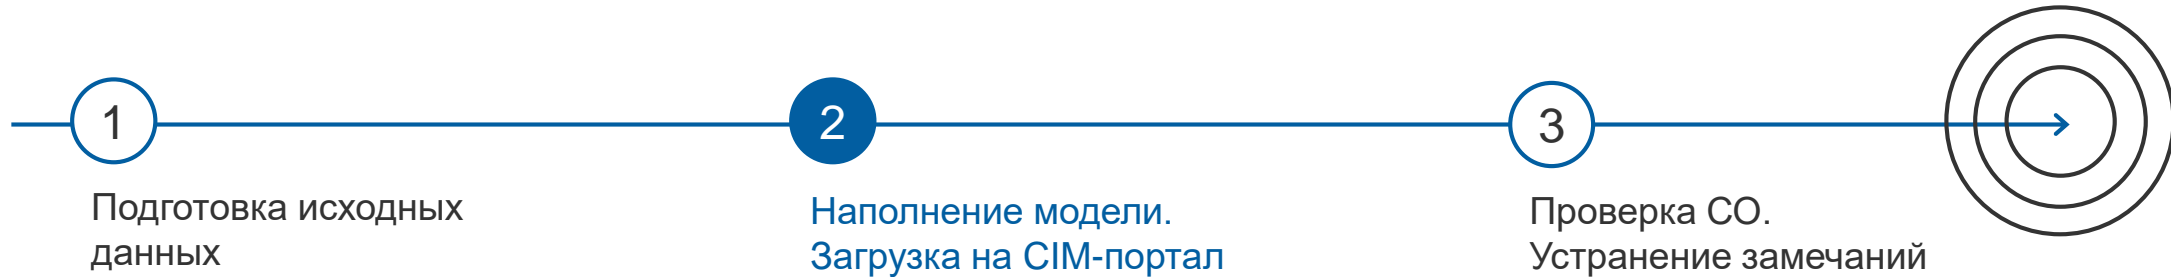 1
Подготовка исходных
данных
2
Наполнение модели.
Загрузка на CIM-портал
3
Проверка СО.
Устранение замечаний